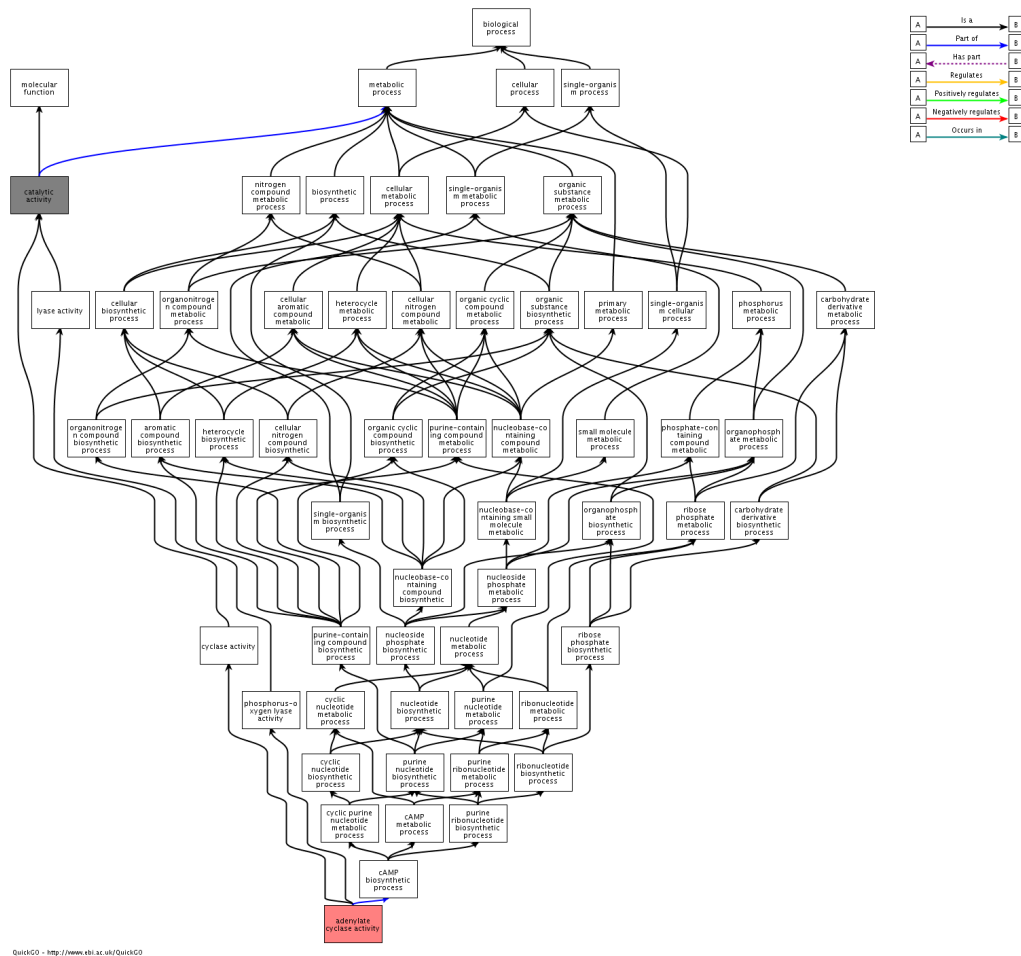 biological
process
A
Is a
B
A
Part of
B
A
Has part
B
A
Regulates
B
A
Positively regulates
B
A
Negatively regulates
B
A
Occurs in
B
molecular
function
metabolic
process
cellular
process
single-organis
m process
catalytic
activity
nitrogen
compound
metabolic
process
biosynthetic
process
cellular
metabolic
process
single-organis
m metabolic
process
organic
substance
metabolic
process
lyase activity
cellular
biosynthetic
process
organonitroge
n compound
metabolic
process
cellular
aromatic
compound
metabolic
heterocycle
metabolic
process
cellular
nitrogen
compound
metabolic
organic cyclic
compound
metabolic
process
organic
substance
biosynthetic
process
primary
metabolic
process
single-organis
m cellular
process
phosphorus
metabolic
process
carbohydrate
derivative
metabolic
process
organonitroge
n compound
biosynthetic
process
aromatic
compound
biosynthetic
process
heterocycle
biosynthetic
process
cellular
nitrogen
compound
biosynthetic
organic cyclic
compound
biosynthetic
process
purine-contain
ing compound
metabolic
process
nucleobase-co
ntaining
compound
metabolic
small molecule
metabolic
process
phosphate-con
taining
compound
metabolic
organophosph
ate metabolic
process
single-organis
m biosynthetic
process
nucleobase-co
ntaining small
molecule
metabolic
organophosph
ate
biosynthetic
process
ribose
phosphate
metabolic
process
carbohydrate
derivative
biosynthetic
process
nucleobase-co
ntaining
compound
biosynthetic
nucleoside
phosphate
metabolic
process
cyclase activity
purine-contain
ing compound
biosynthetic
process
nucleoside
phosphate
biosynthetic
process
nucleotide
metabolic
process
ribose
phosphate
biosynthetic
process
phosphorus-o
xygen lyase
activity
cyclic
nucleotide
metabolic
process
nucleotide
biosynthetic
process
purine
nucleotide
metabolic
process
ribonucleotide
metabolic
process
cyclic
nucleotide
biosynthetic
process
purine
nucleotide
biosynthetic
process
purine
ribonucleotide
metabolic
process
ribonucleotide
biosynthetic
process
cyclic purine
nucleotide
metabolic
process
cAMP
metabolic
process
purine
ribonucleotide
biosynthetic
process
cAMP
biosynthetic
process
adenylate
cyclase activity
QuickGO - http://www.ebi.ac.uk/QuickGO